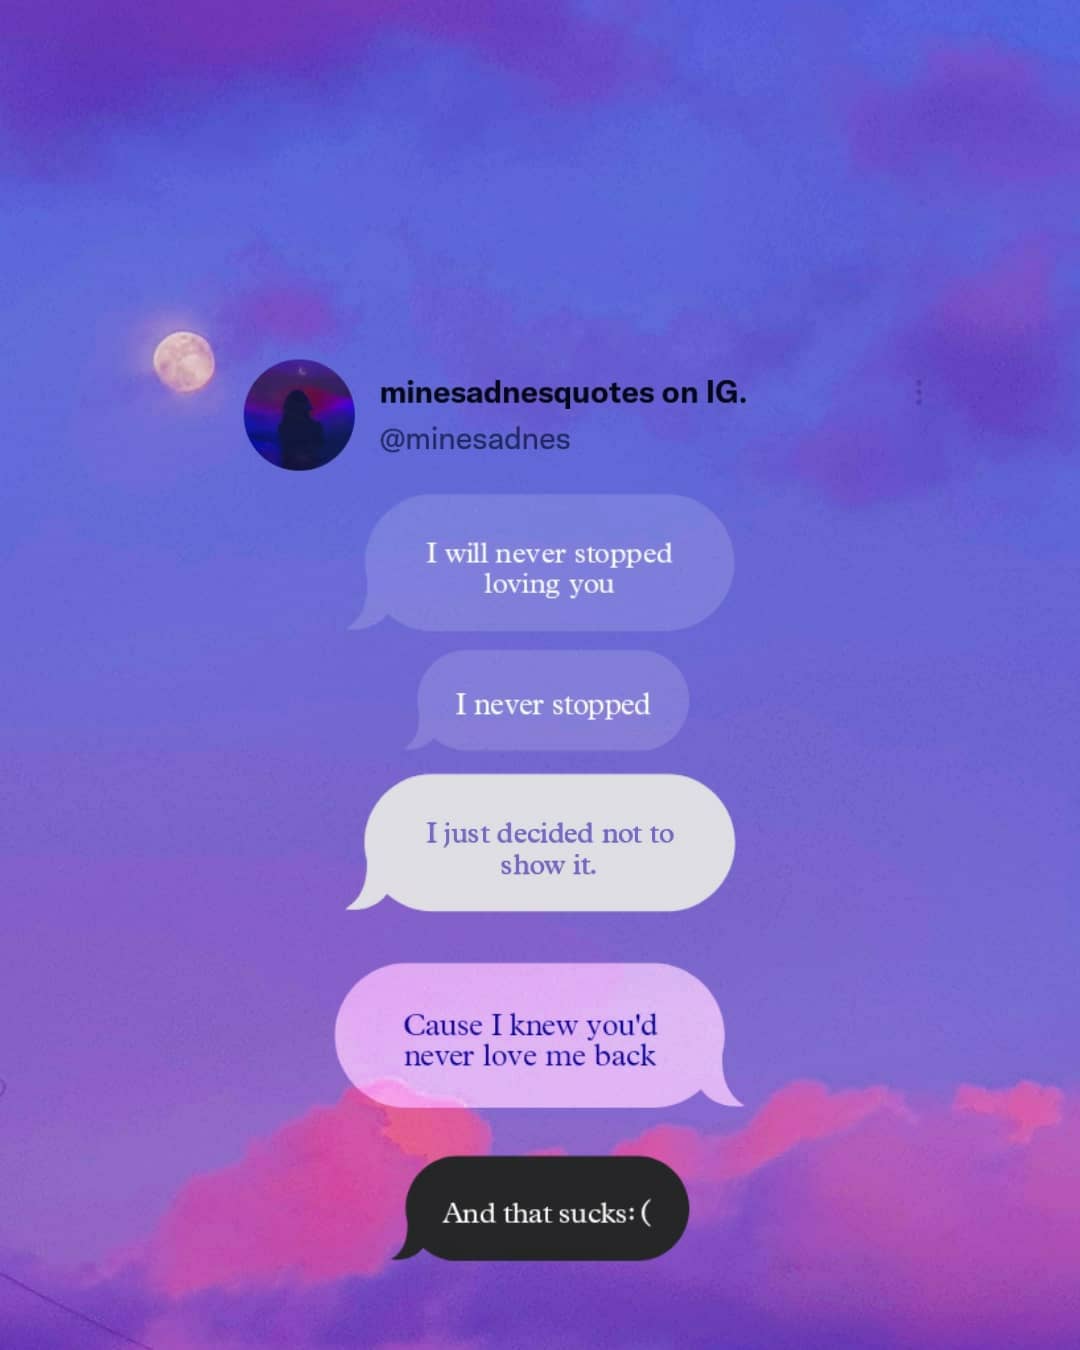 minesadnesquotes on IG.
@minesadnes
I will never stopped
loving you
I never stopped
I just decided not to
show it.
Cause I knew you'd
never love me back
And that sucks:(